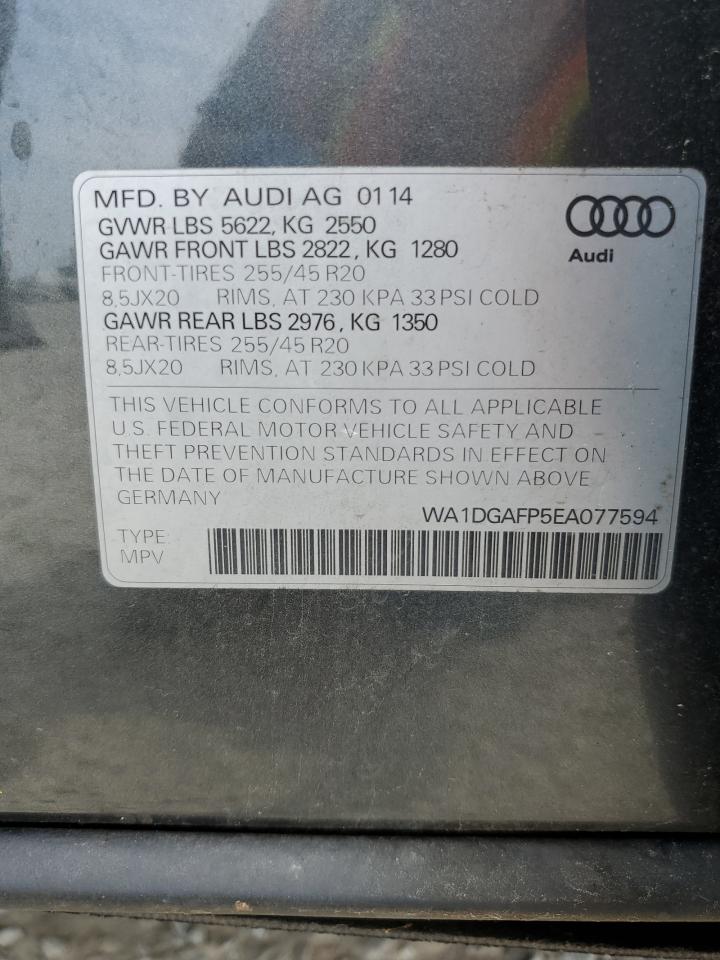 MFD. BY AUDI AG 0114
GVWR LBS 5622, KG 2550
GAWR FRONT LBS 2822, KG 1280
FRONT-TIRES 255/45 R20
8,5JX20 RIMS, AT 230 KPA 33 PSI COLD
GAWR REAR LBS 2976, KG 1350
REAR-TIRES 255/45 R20
8,5JX20 RIMS, AT 230 KPA 33 PSI COLD
Audi
THIS VEHICLE CONFORMS TO ALL APPLICABLE
U.S. FEDERAL MOTOR VEHICLE SAFETY AND
THEFT PREVENTION STANDARDS IN EFFECT ON
THE DATE OF MANUFACTURE SHOWN ABOVE
GERMANY
WA1DGAFP5EA077594
TYPE:
MPV